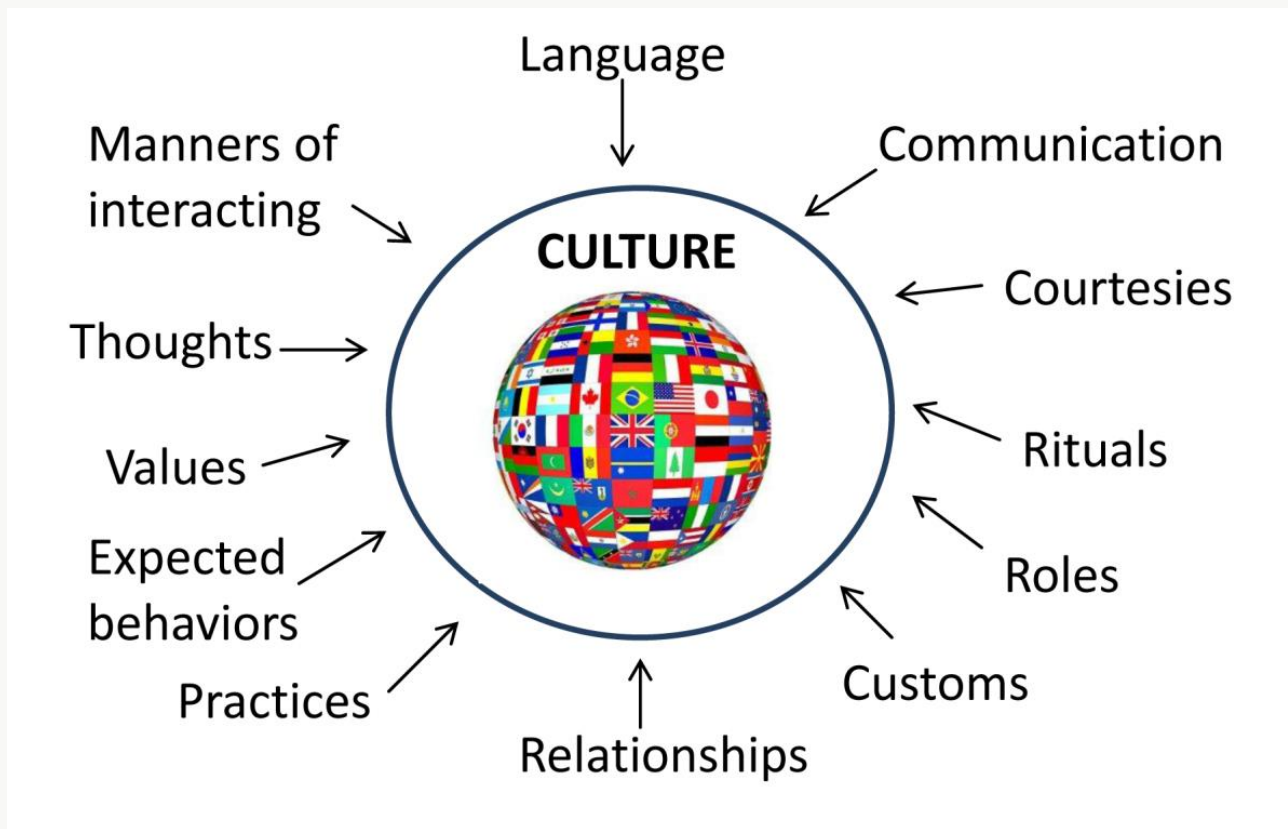 Language
Communication
Manners of
interacting
CULTURE
Courtesies
Thoughts
Values
Rituals
Expected
behaviors
Roles
Practices
Customs
Relationships